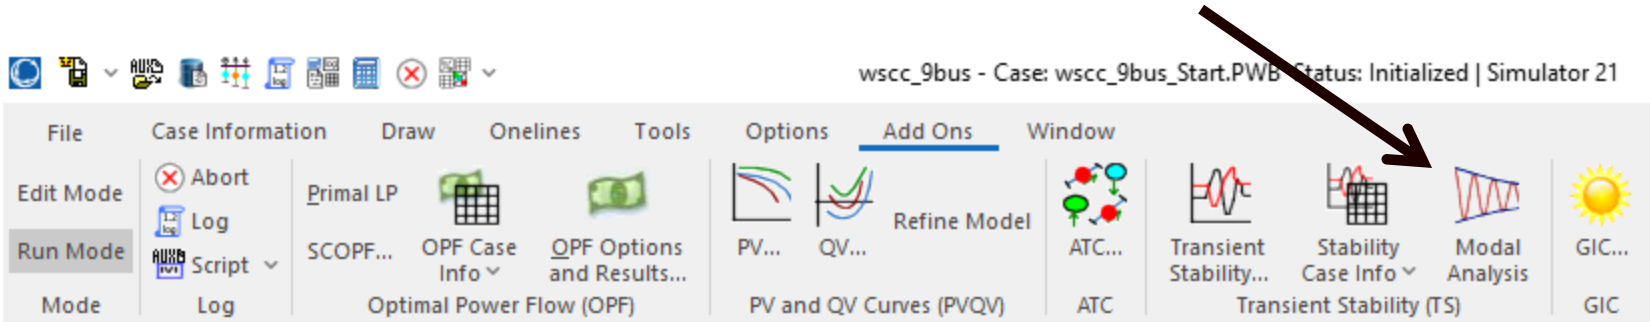 wscc_9bus - Case: wscc_9bus_Start.PWB Status: Initialized | Simulator 21
File Case Information Draw Onelines Tools Options Add Ons Window
Edit Mode
Run Mode
Mode
Abort
Log
Script
Log
Primal LP
SCOPF...
OPF Case
Info
OPF Options
and Results...
Optimal Power Flow (OPF)
PV...
QV...
Refine Model
PV and QV Curves (PVQV)
ATC...
ATC
Transient
Stability...
Stability
Case Info
Modal
Analysis
Transient Stability (TS)
GIC...
GIC